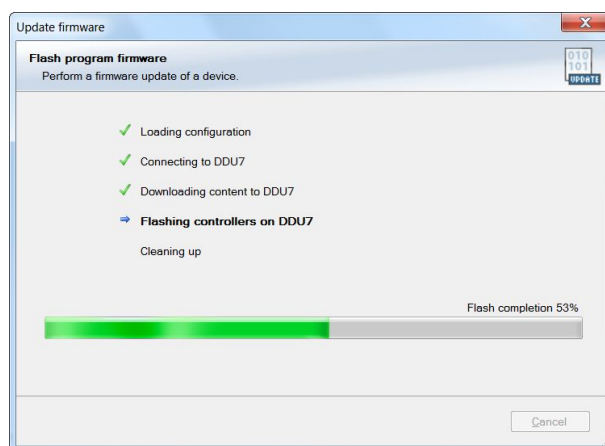 Update firmware
Flash program firmware
Perform a firmware update of a device.
010
101
UPDATE
Loading configuration
Connecting to DDU7
Downloading content to DDU7
Flashing controllers on DDU7
Cleaning up
Flash completion 53%
Cancel